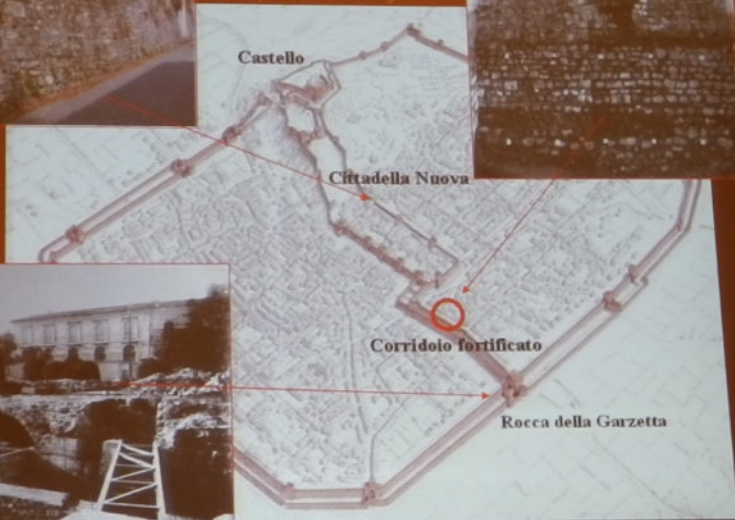 Castello
Cittadella Nuova
Corridoio fortificato
Rocca della Garzetta